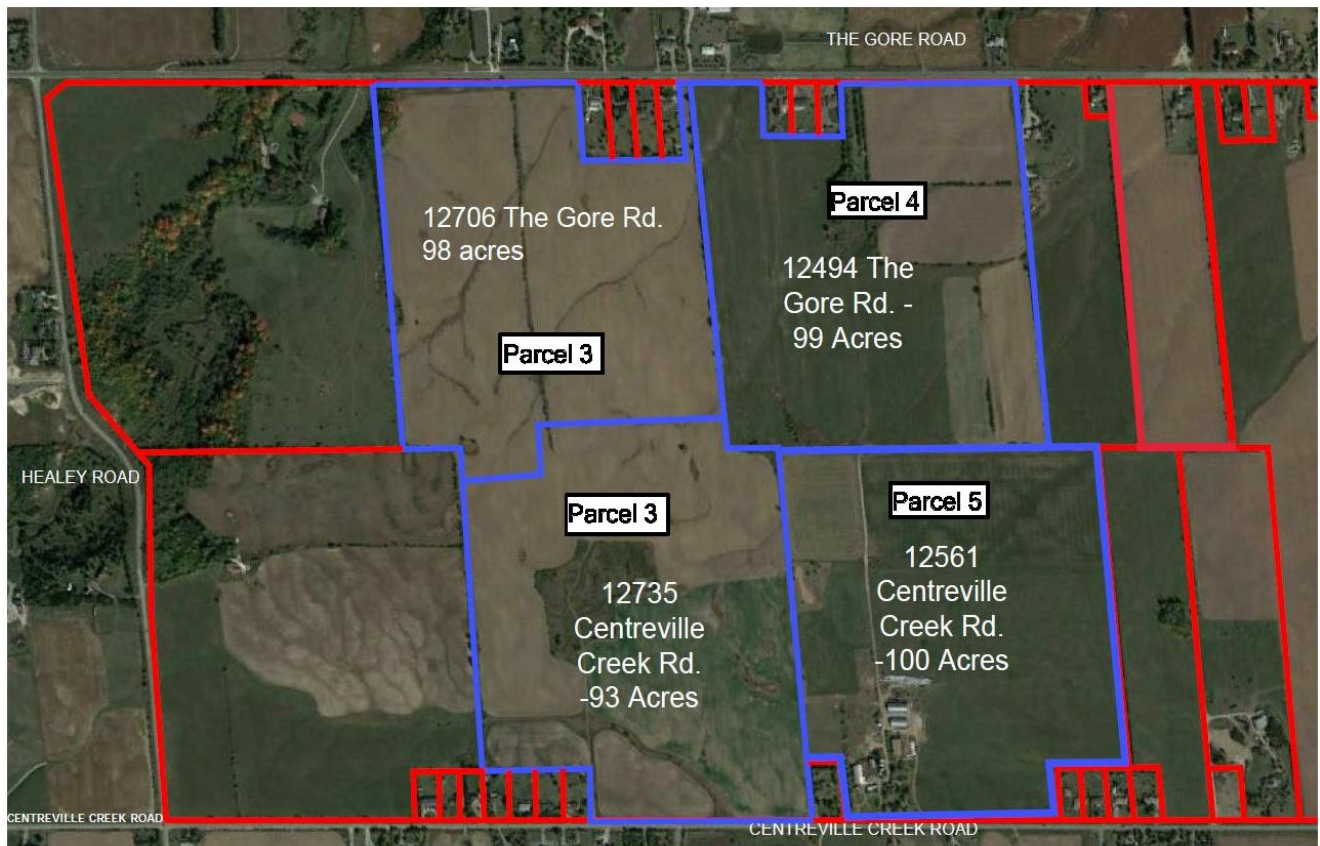 THE GORE ROAD
Parcel 4
12706 The Gore Rd.
98 acres
12494 The
Gore Rd. -
99 Acres
Parcel 3
HEALEY ROAD
Parcel 3
Parcel 5
12561
Centreville
Creek Rd.
-100 Acres
12735
Centreville
Creek Rd.
-93 Acres
CENTREVILLE CREEK ROAD
CENTREVILLE CREEK ROAD